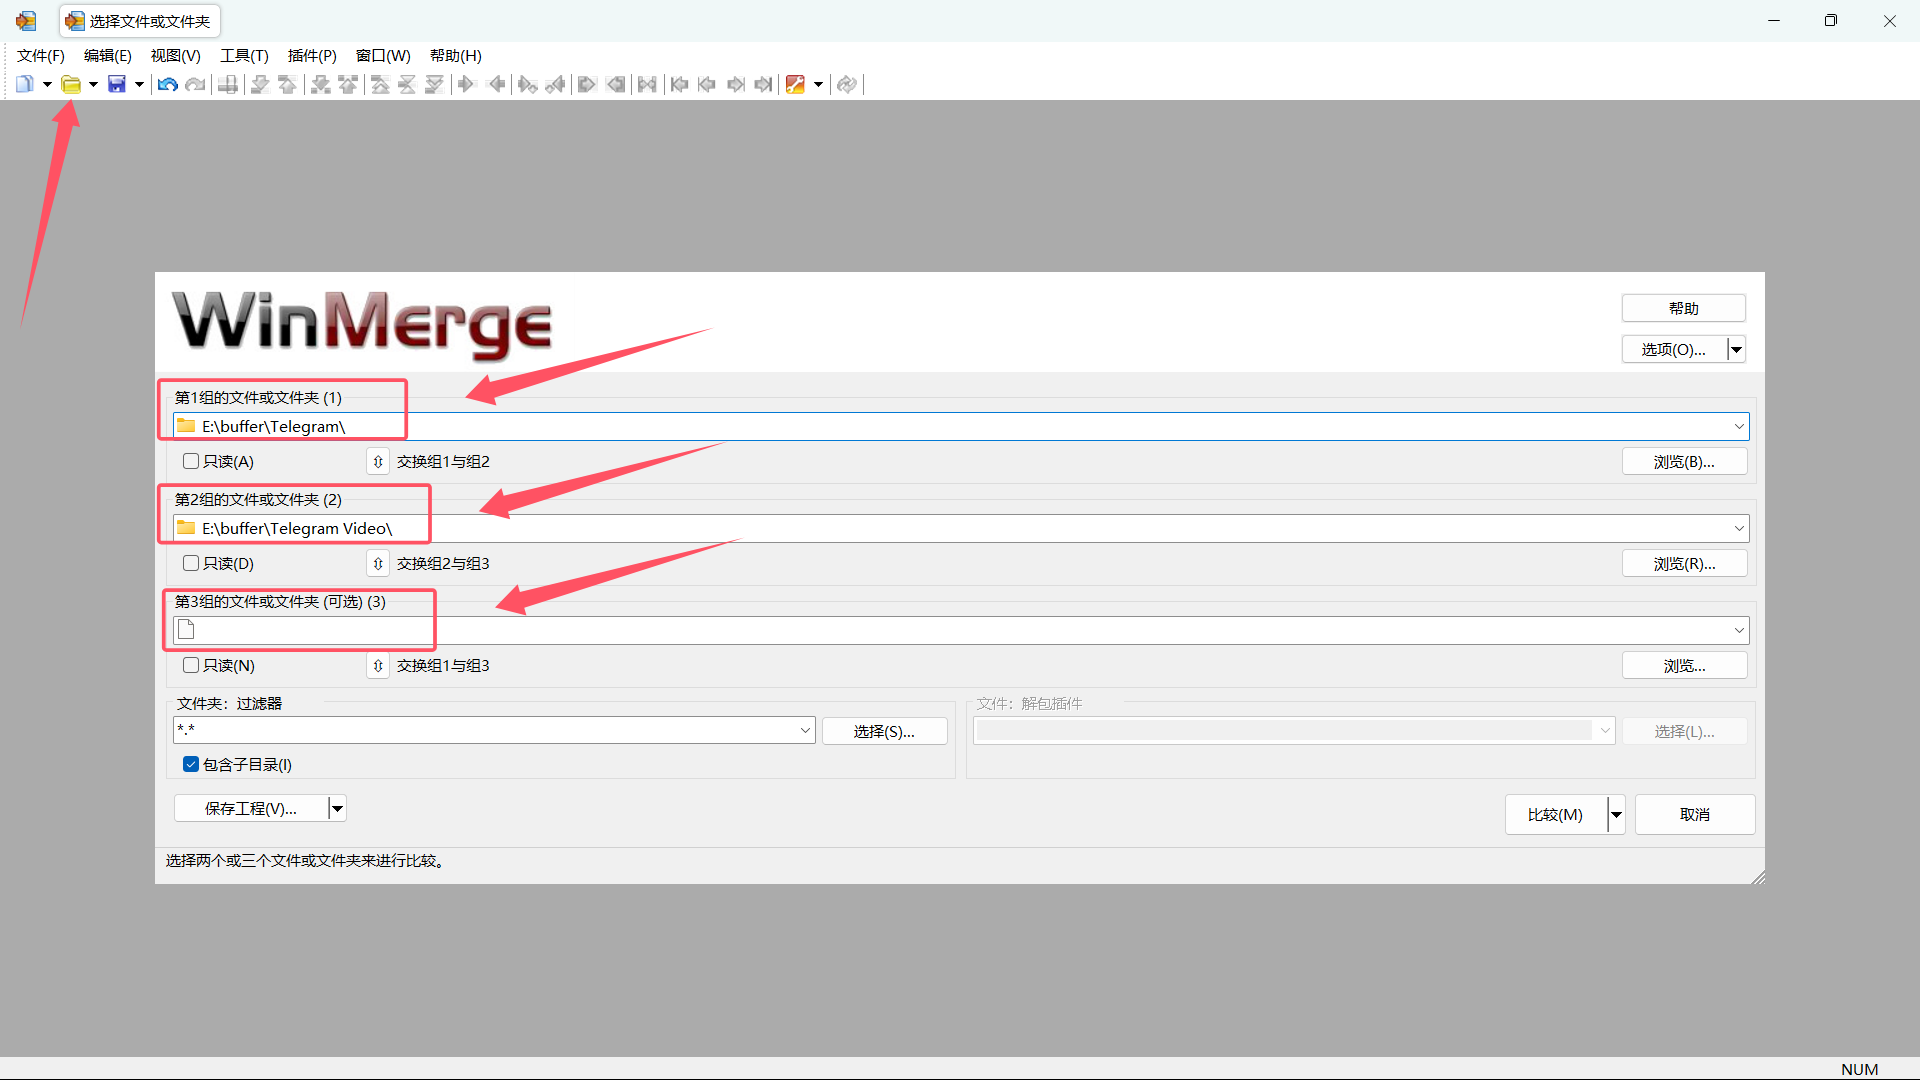 选择文件或文件夹
文件(F) 编辑(E) 视图(V) 工具(T) 插件(P) 窗口(W) 帮助(H)
WinMerge
帮助
选项(O)...
第1组的文件或文件夹 (1)
E:\buffer\Telegram\
只读(A) 交换组1与组2 浏览(B)...
第2组的文件或文件夹 (2)
E:\buffer\Telegram Video\
只读(D) 交换组2与组3 浏览(R)...
第3组的文件或文件夹 (可选) (3)
只读(N) 交换组1与组3 浏览...
文件夹：过滤器 文件：解包插件
*.* 选择(S)... 选择(L)...
包含子目录(I)
保存工程(V)... 比较(M) 取消
选择两个或三个文件或文件夹来进行比较。
NUM